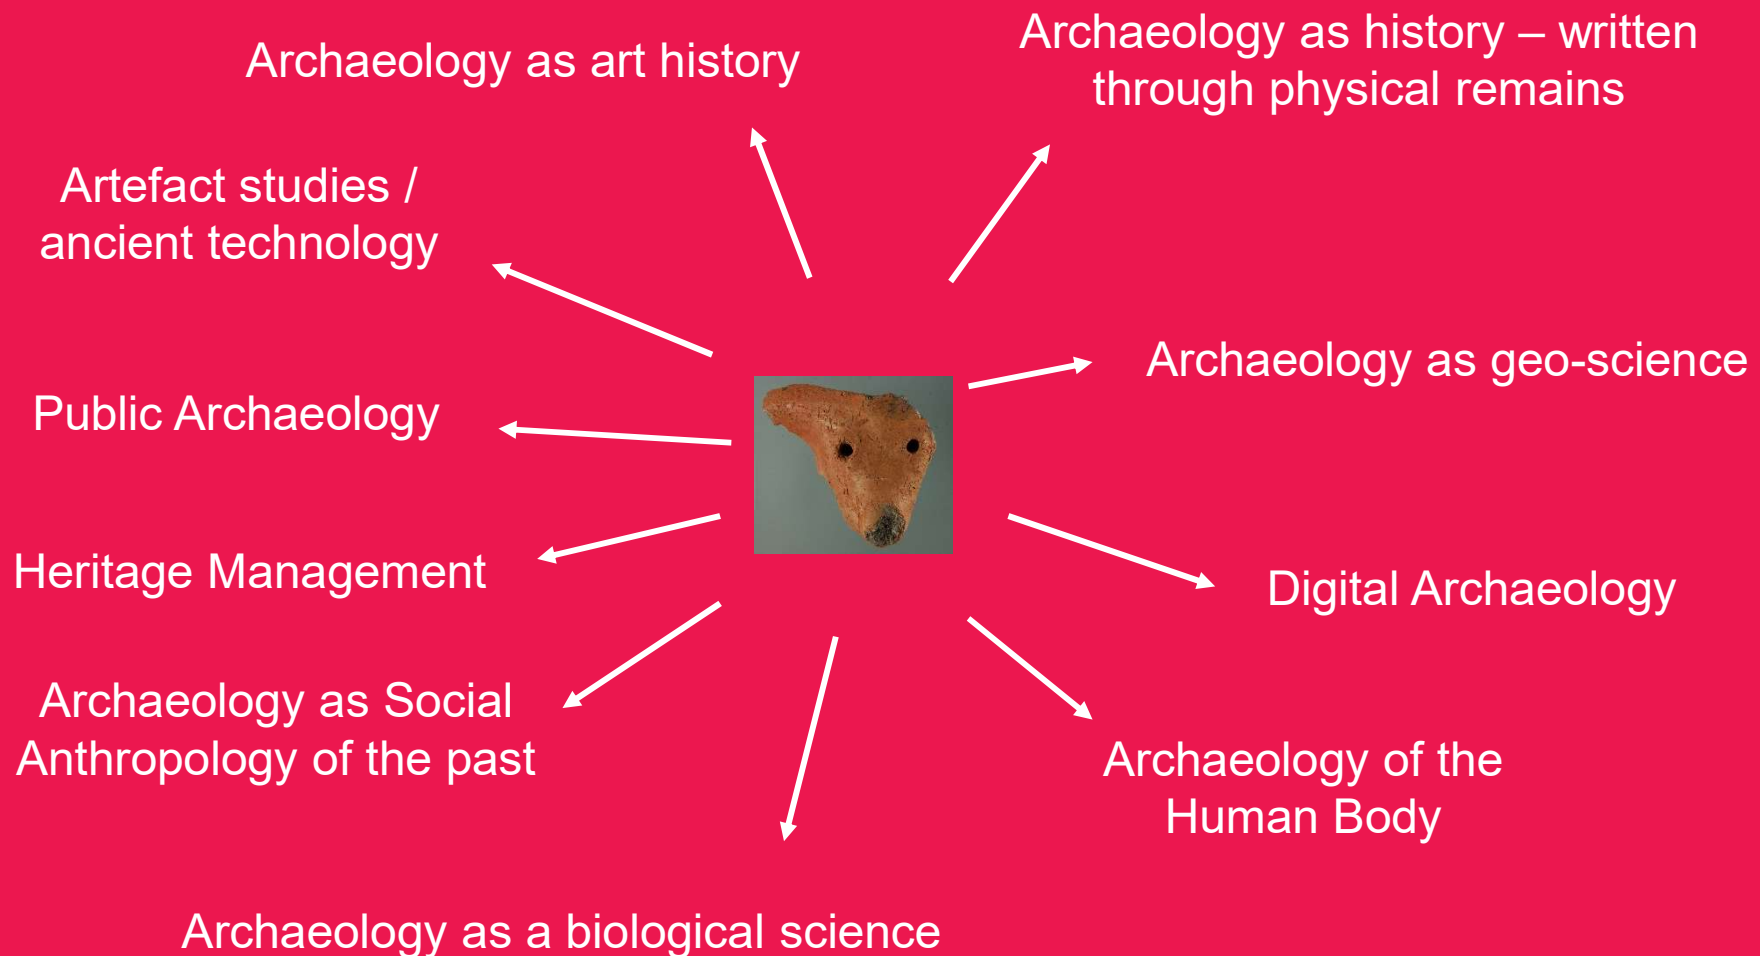 Archaeology as art history
Archaeology as history – written
through physical remains
Artefact studies /
ancient technology
Archaeology as geo-science
Public Archaeology
Heritage Management
Digital Archaeology
Archaeology as Social
Anthropology of the past
Archaeology of the
Human Body
Archaeology as a biological science